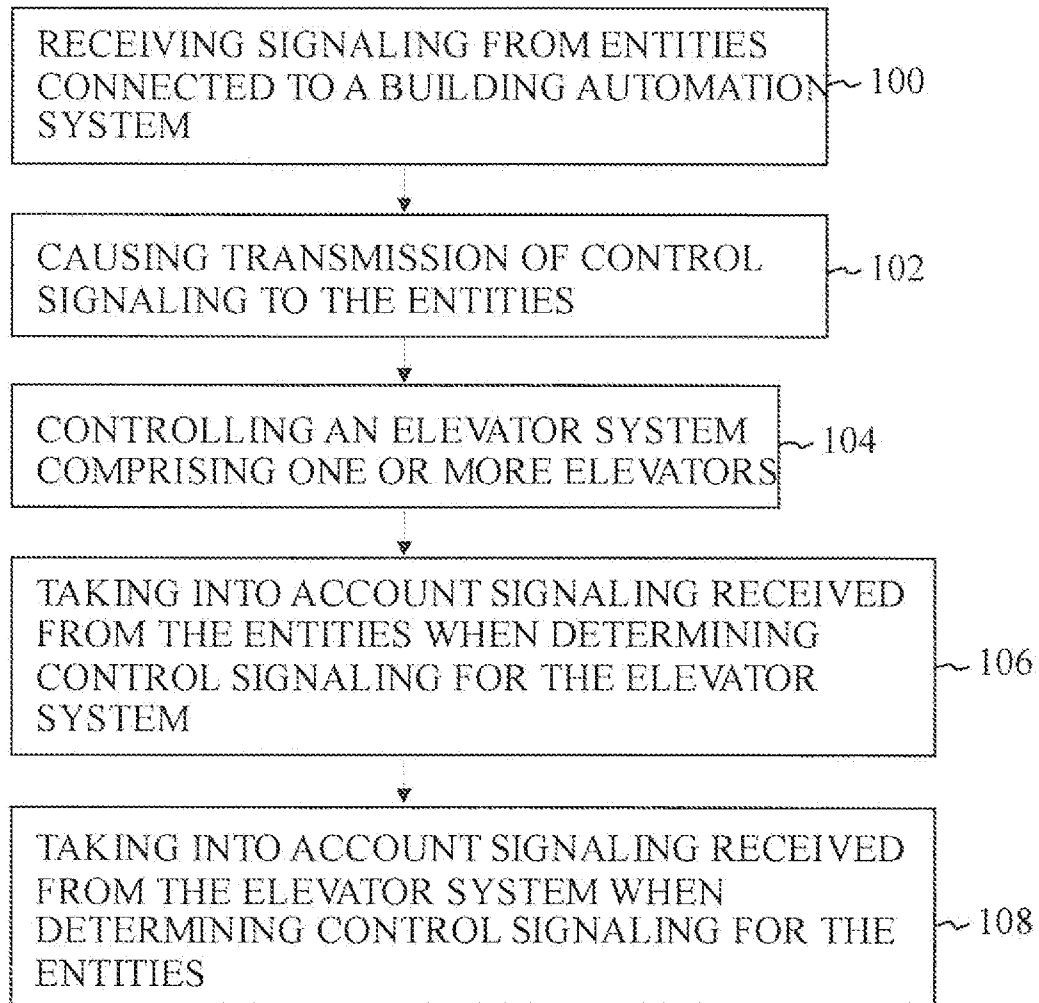 RECEIVING SIGNALING FROM ENTITIES
CONNECTED TO A BUILDING AUTOMATION
SYSTEM
100
CAUSING TRANSMISSION OF CONTROL
SIGNALING TO THE ENTITIES
102
CONTROLLING AN ELEVATOR SYSTEM
COMPRISING ONE OR MORE ELEVATORS
104
TAKING INTO ACCOUNT SIGNALING RECEIVED
FROM THE ENTITIES WHEN DETERMINING
CONTROL SIGNALING FOR THE ELEVATOR
SYSTEM
106
TAKING INTO ACCOUNT SIGNALING RECEIVED
FROM THE ELEVATOR SYSTEM WHEN
DETERMINING CONTROL SIGNALING FOR THE
ENTITIES
108